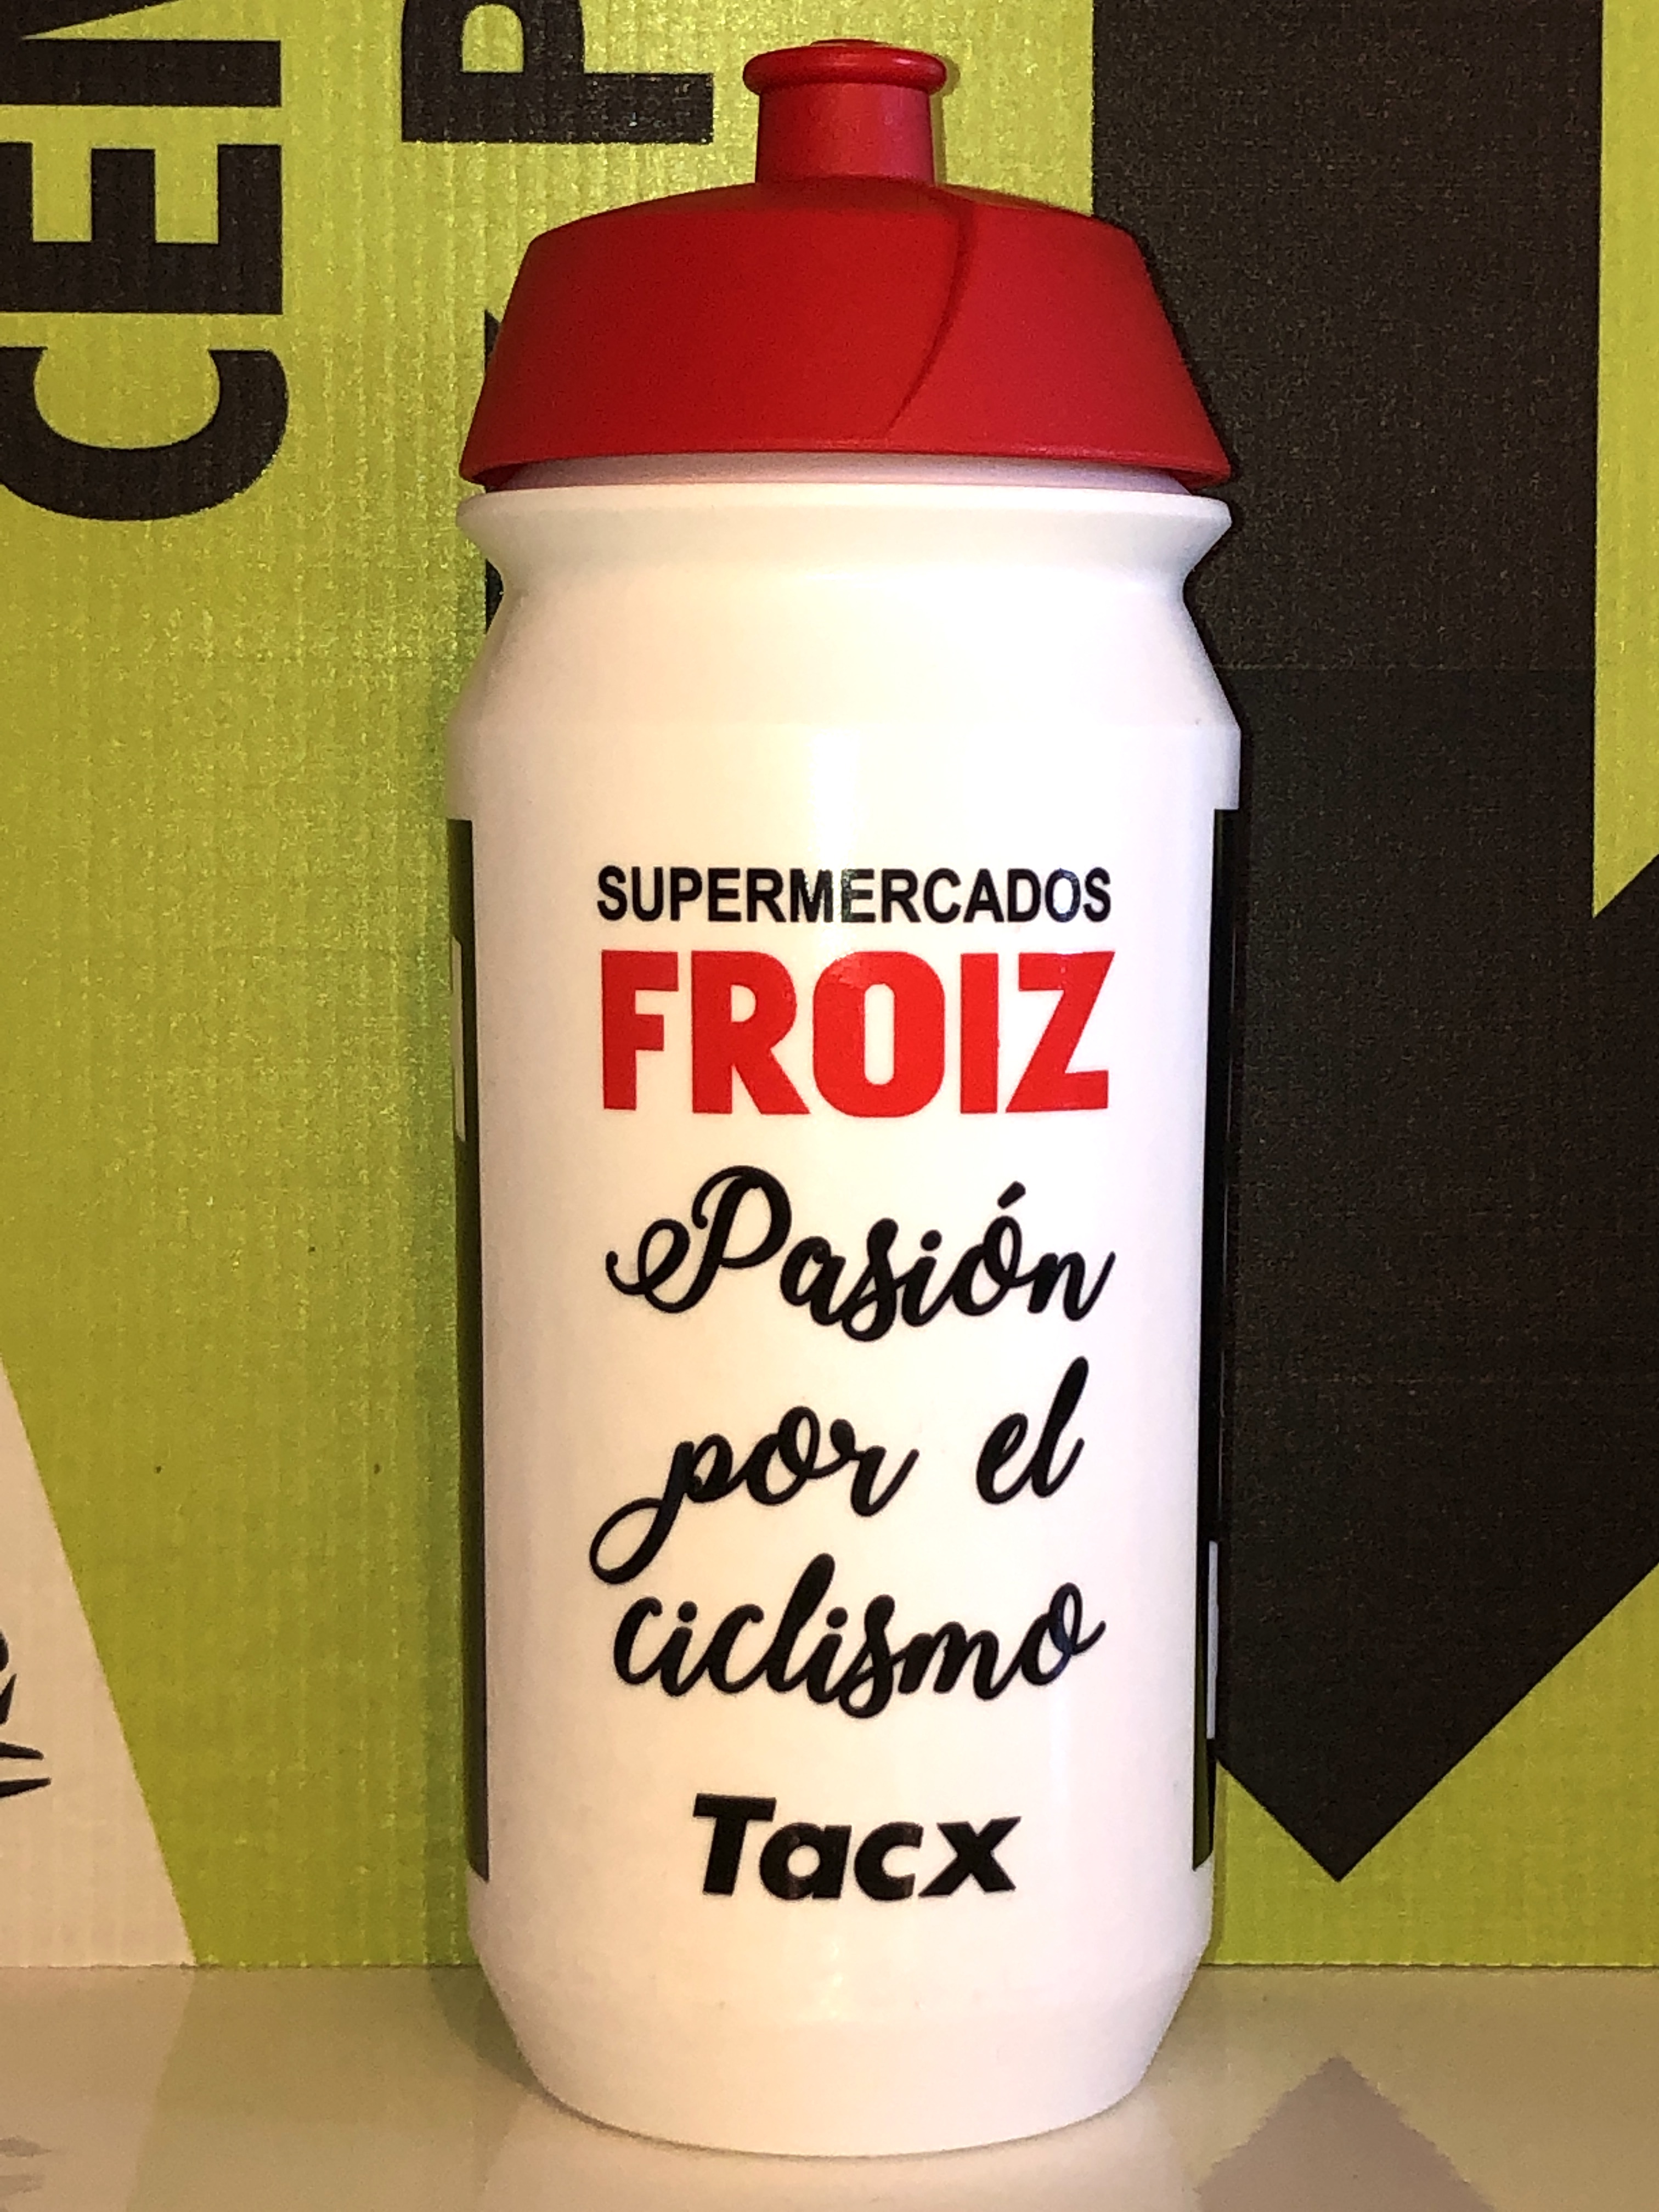 SUPERMERCADOS
FROIZ
Pasión
por el
ciclismo
Tacx